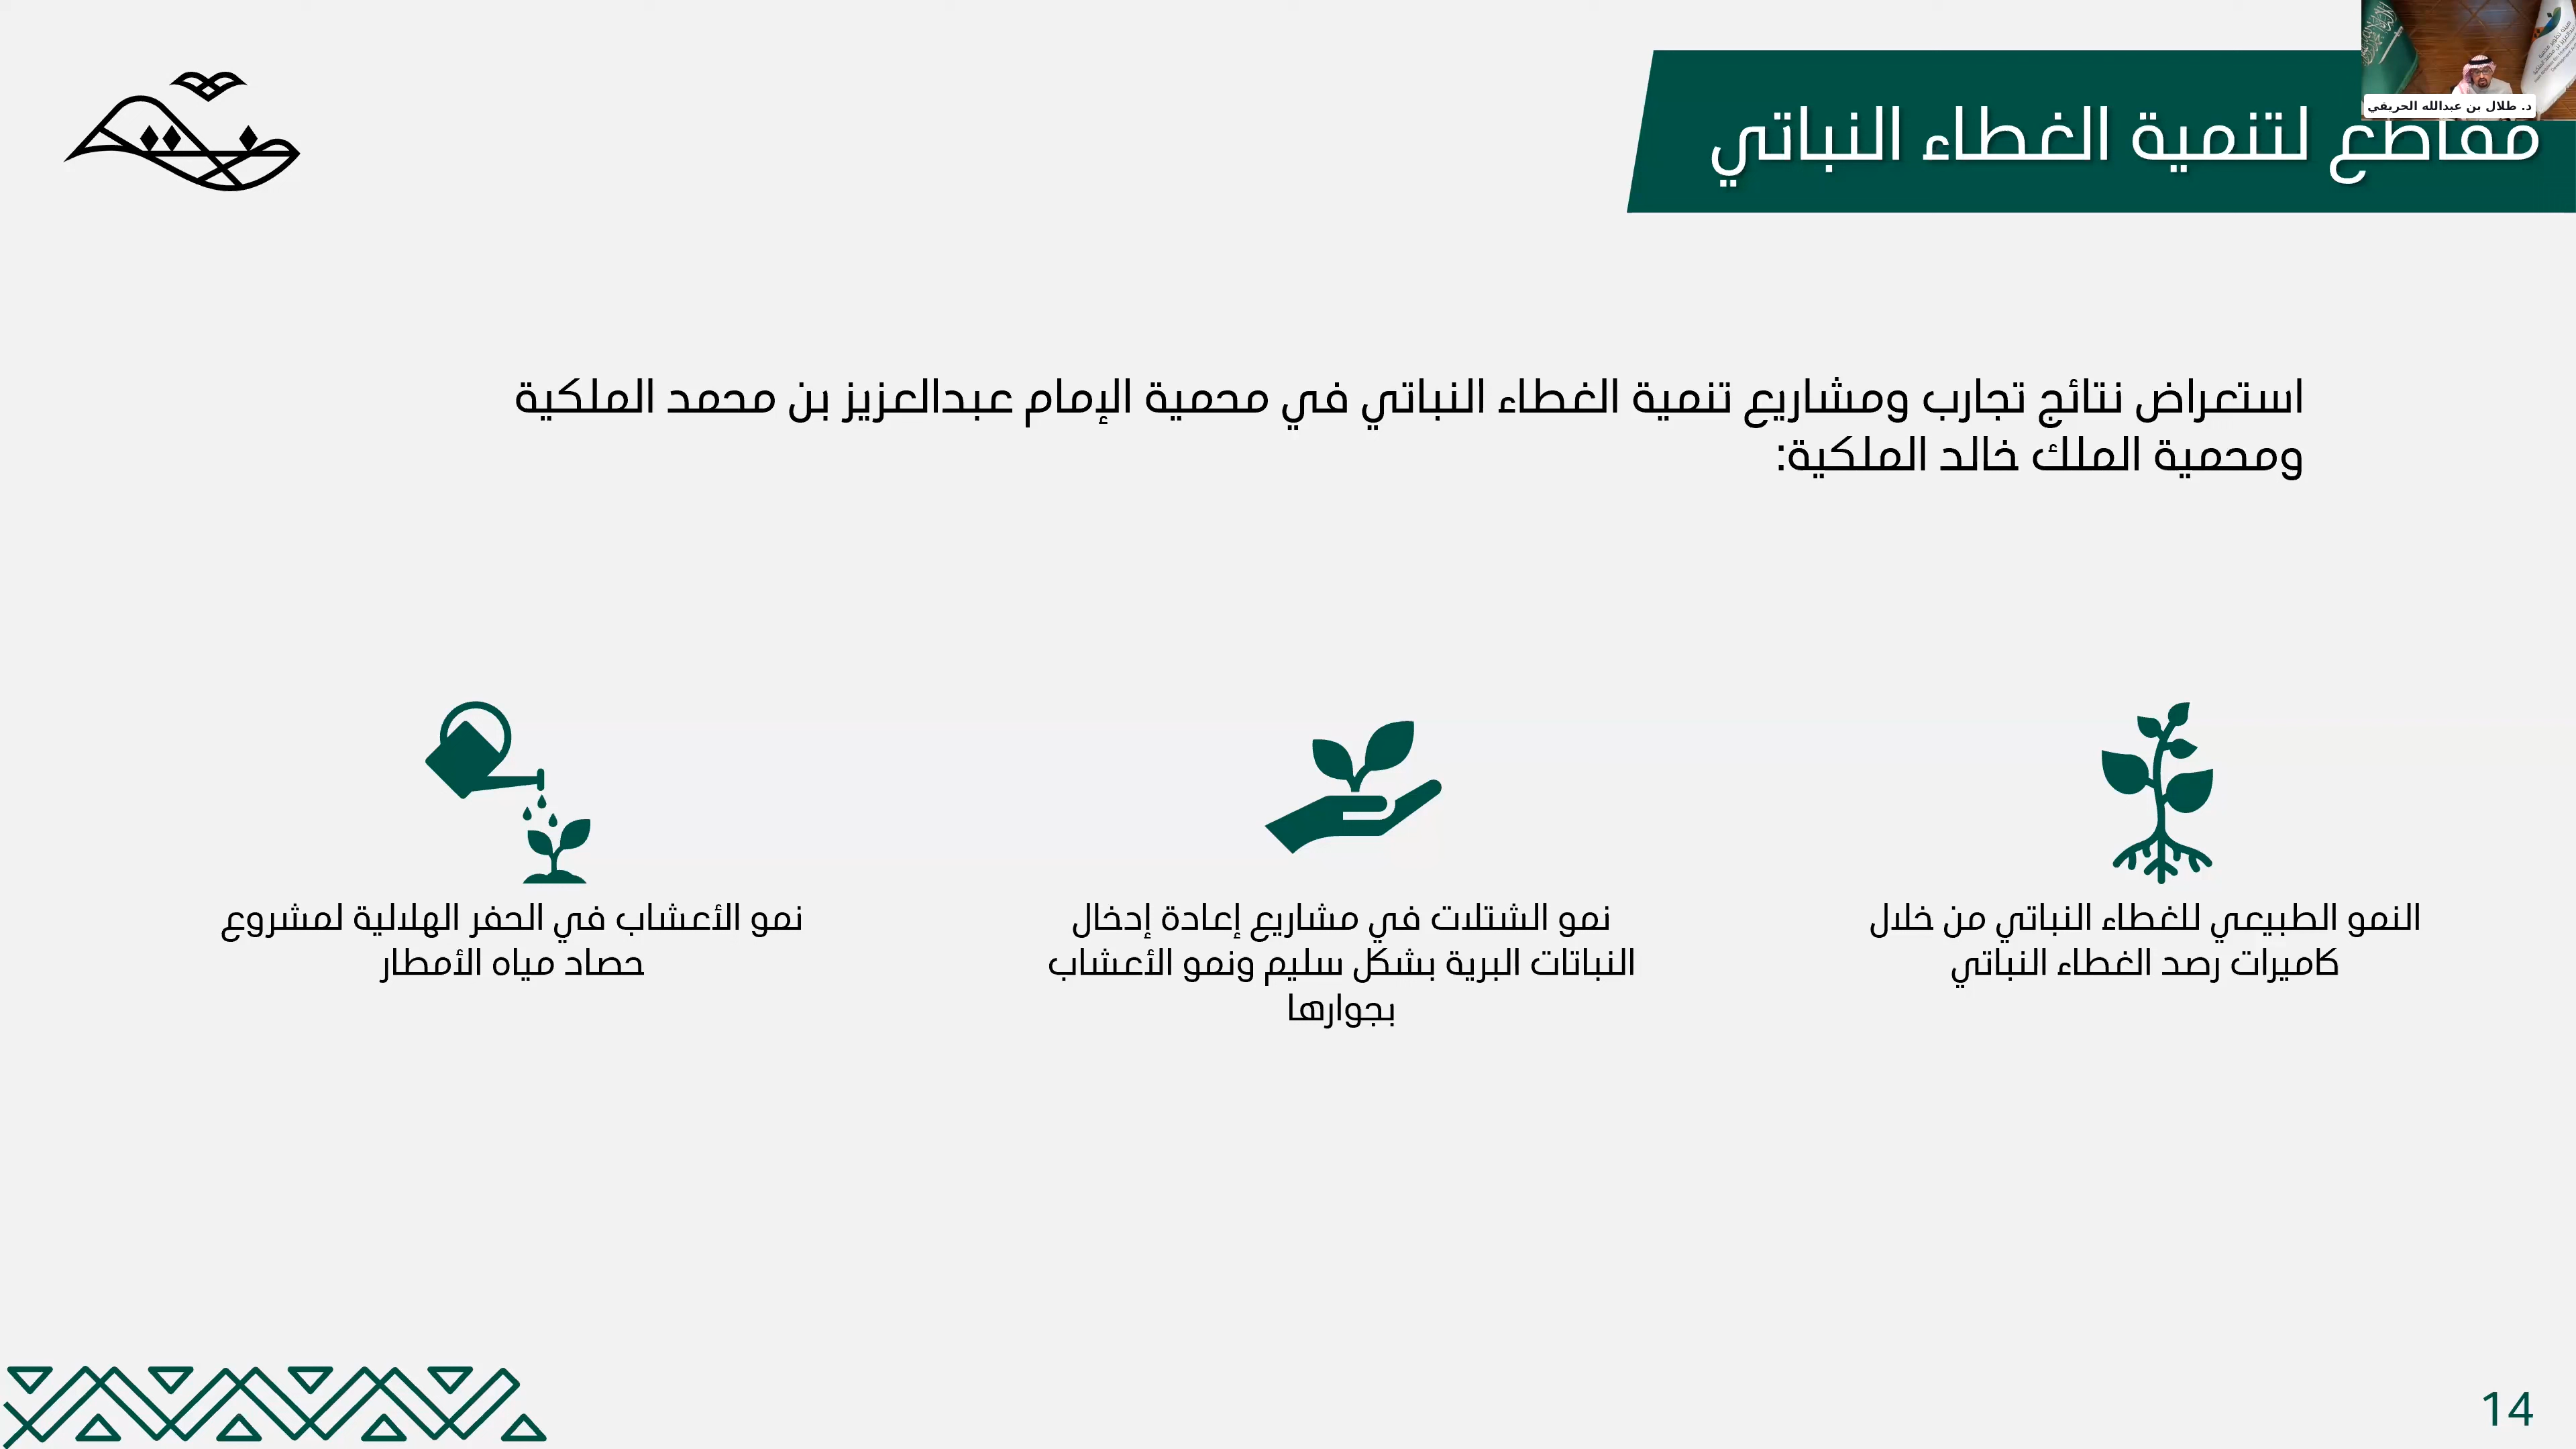 د. طلال بن عبدالله الحريقي
مقاطع لتنمية الغطاء النباتي
استعراض نتائج تجارب ومشاريع تنمية الغطاء النباتي في محمية الإمام عبدالعزيز بن محمد الملكية
ومحمية الملك خالد الملكية:
النمو الطبيعي للغطاء النباتي من خلال
كاميرات رصد الغطاء النباتي
نمو الشتلات في مشاريع إعادة إدخال
النباتات البرية بشكل سليم ونمو الأعشاب
بجوارها
نمو الأعشاب في الحفر الهلالية لمشروع
حصاد مياه الأمطار
14